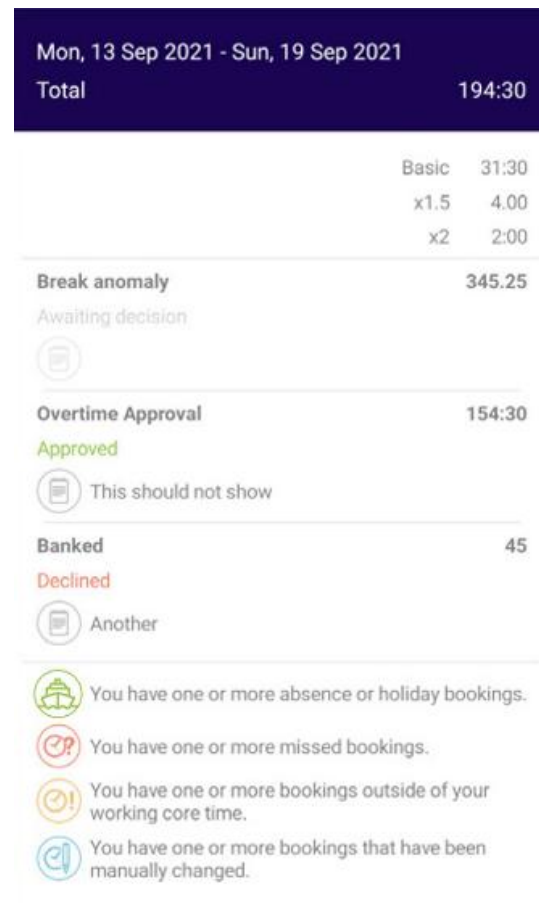 Mon, 13 Sep 2021 - Sun, 19 Sep 2021
Total 194:30
Basic 31:30
x1.5 4.00
x2 2:00
Break anomaly 345.25
Awaiting decision
Overtime Approval 154:30
Approved
This should not show
Banked 45
Declined
Another
You have one or more absence or holiday bookings.
You have one or more missed bookings.
You have one or more bookings outside of your
working core time.
You have one or more bookings that have been
manually changed.